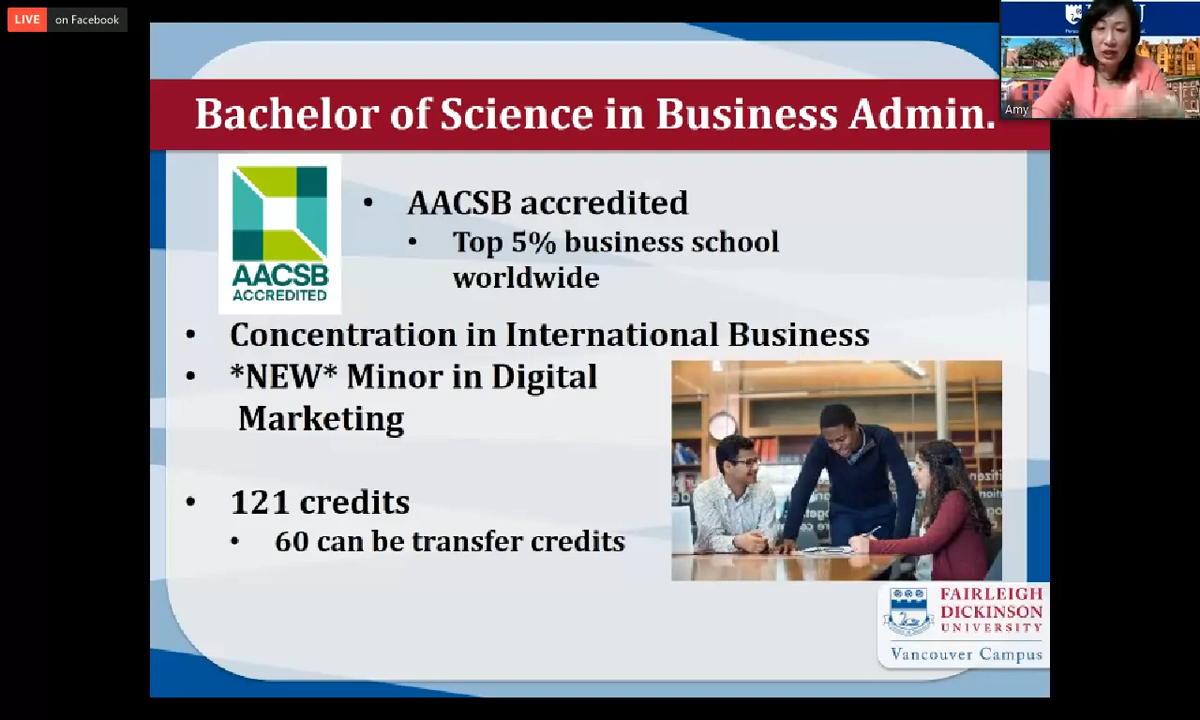 LIVE on Facebook
Amy
Bachelor of Science in Business Admin.
AACSB
ACCREDITED
• AACSB accredited
• Top 5% business school
worldwide
• Concentration in International Business
• *NEW* Minor in Digital
Marketing
• 121 credits
• 60 can be transfer credits
FAIRLEIGH
DICKINSON
UNIVERSITY
Vancouver Campus